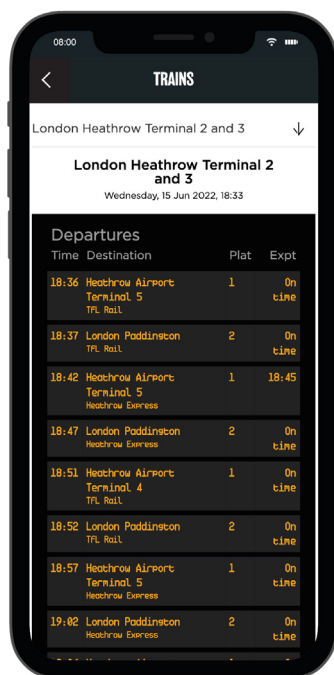 08:00
TRAINS
London Heathrow Terminal 2 and 3
London Heathrow Terminal 2
and 3
Wednesday, 15 Jun 2022, 18:33
Departures
Time Destination Plat Expt
18:36 Heathrow Airport 1 On
Terminal 5 time
TFL Rail
18:37 London Paddington 2 On
TFL Rail time
18:42 Heathrow Airport 1 18:45
Terminal 5
Heathrow Express
18:47 London Paddington 2 On
Heathrow Express time
18:51 Heathrow Airport 1 On
Terminal 4 time
TFL Rail
18:52 London Paddington 2 On
TFL Rail time
18:57 Heathrow Airport 1 On
Terminal 5 time
Heathrow Express
19:02 London Paddington 2 On
Heathrow Express time